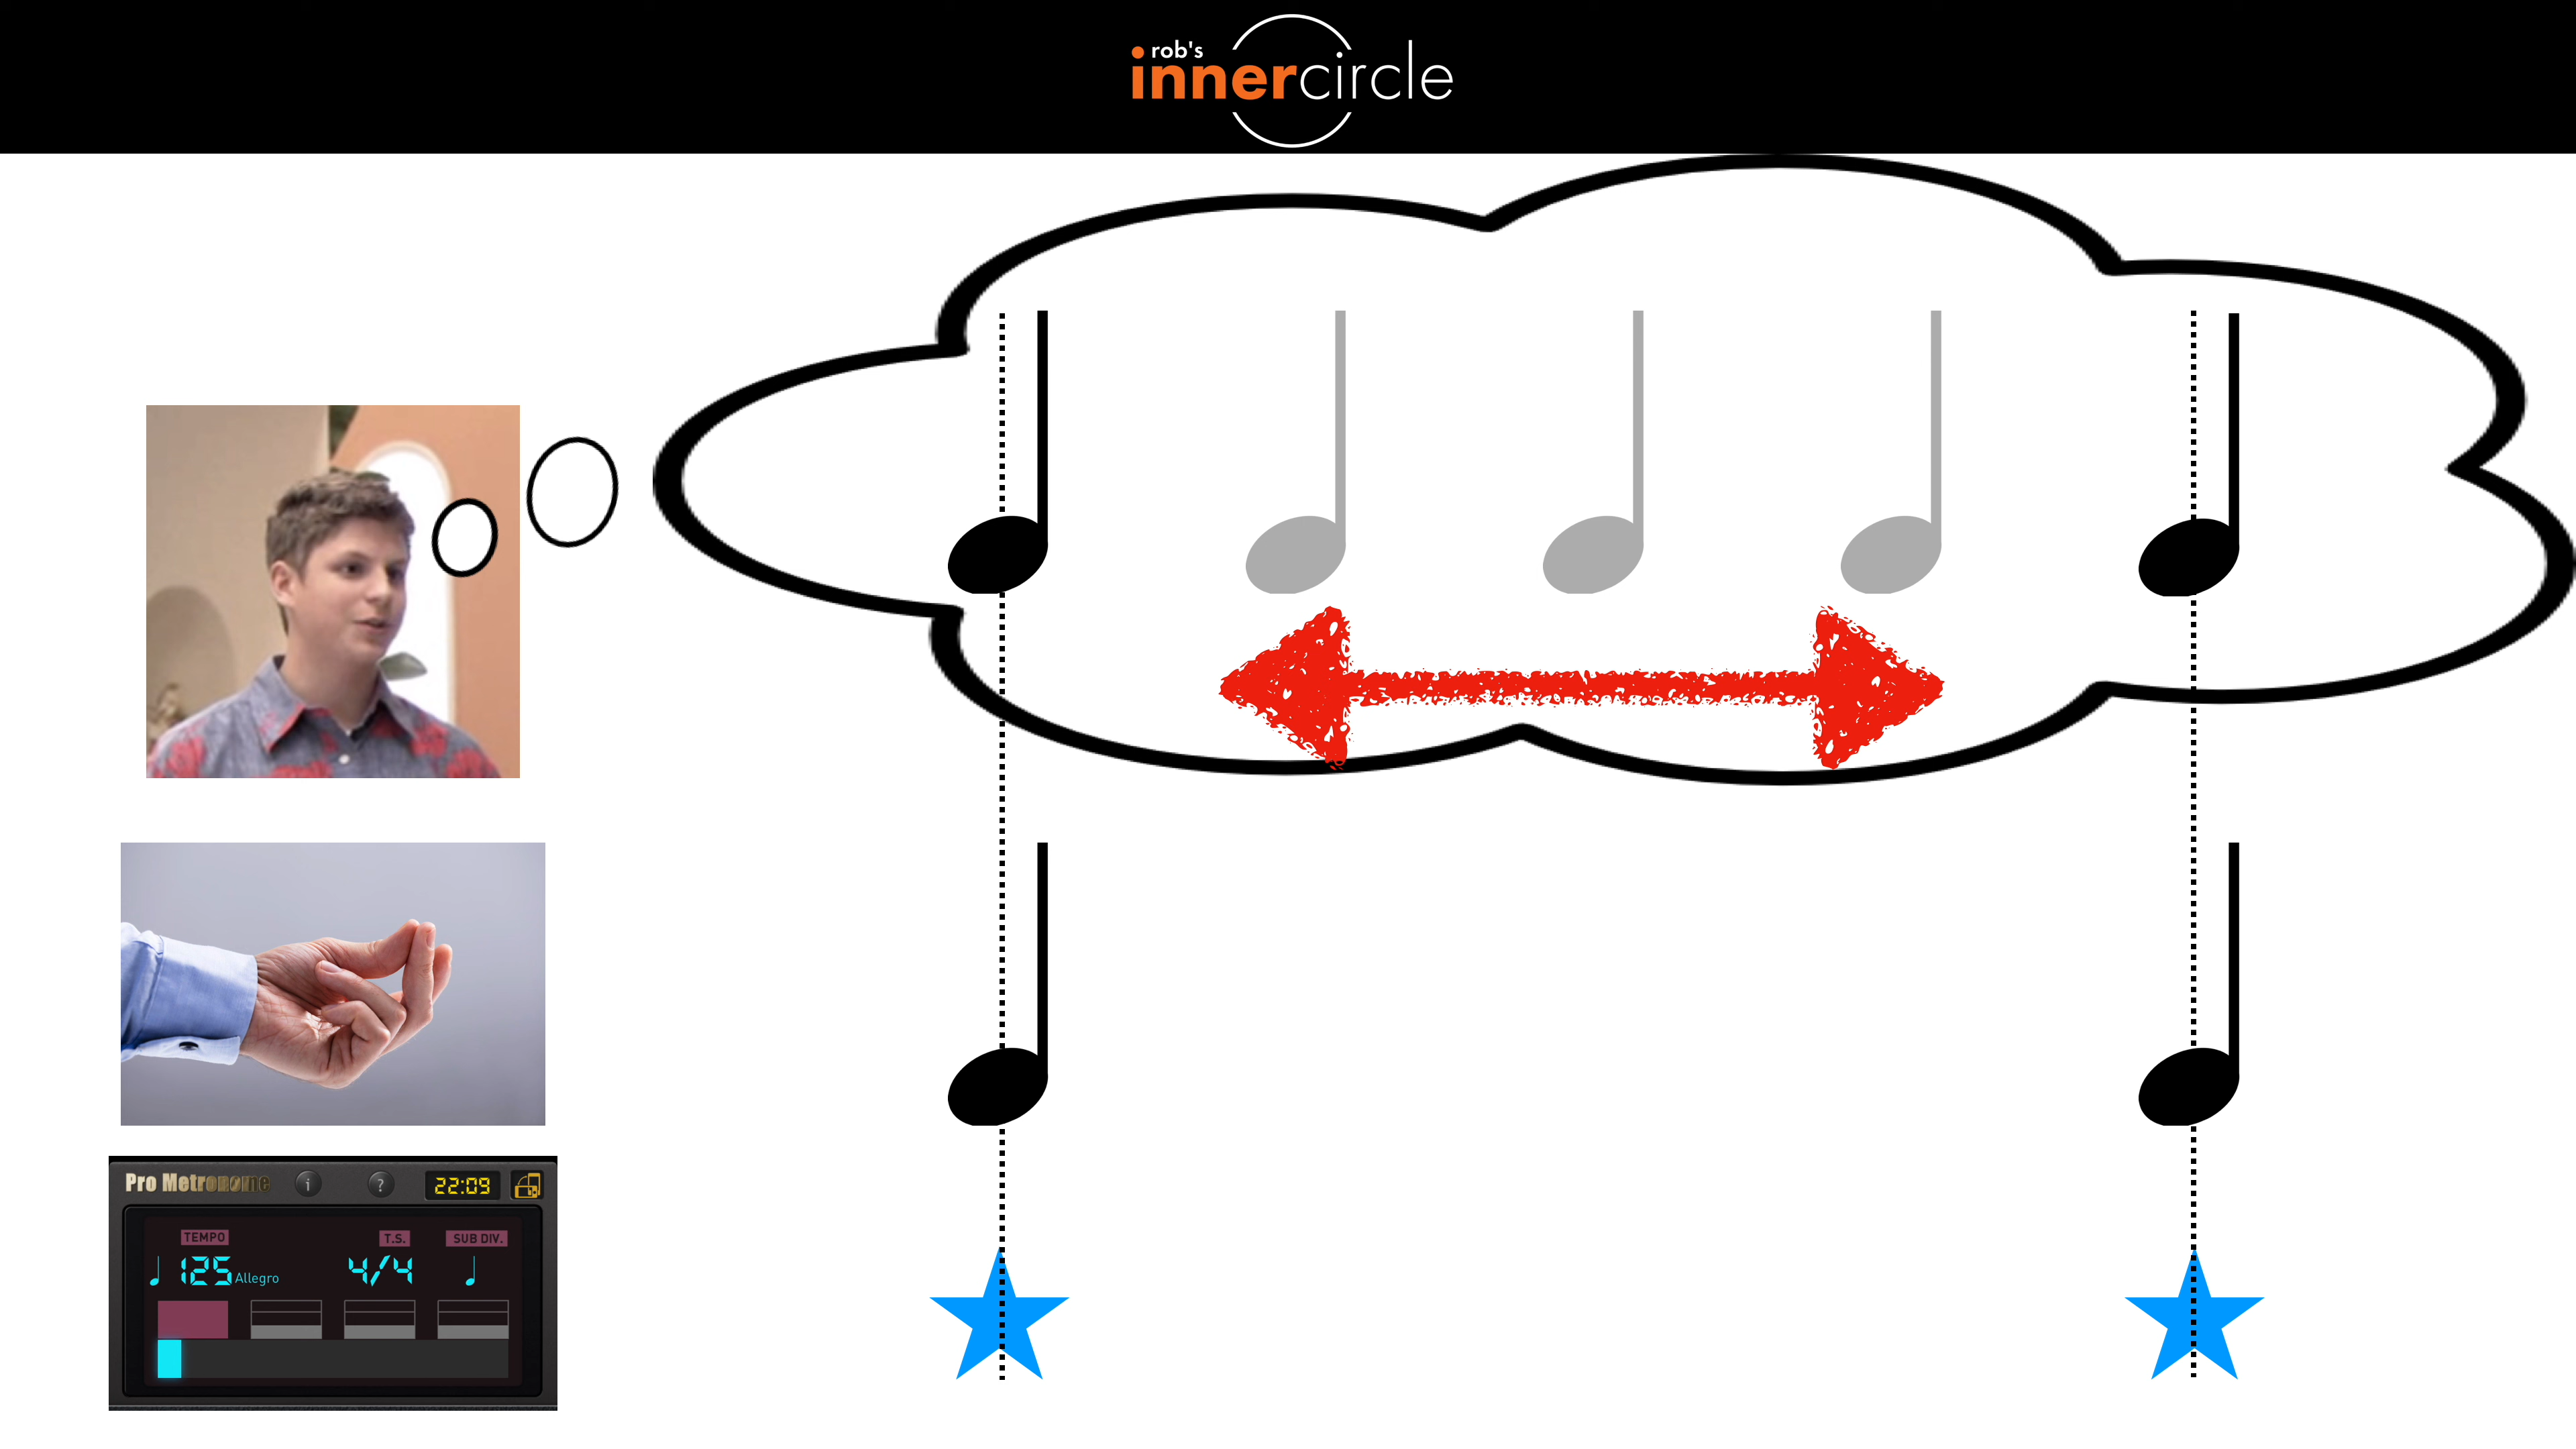 rob's
innercircle
Pro Metronome i ? 22:09
TEMPO T.S. SUB DIV.
125 Allegro 4/4